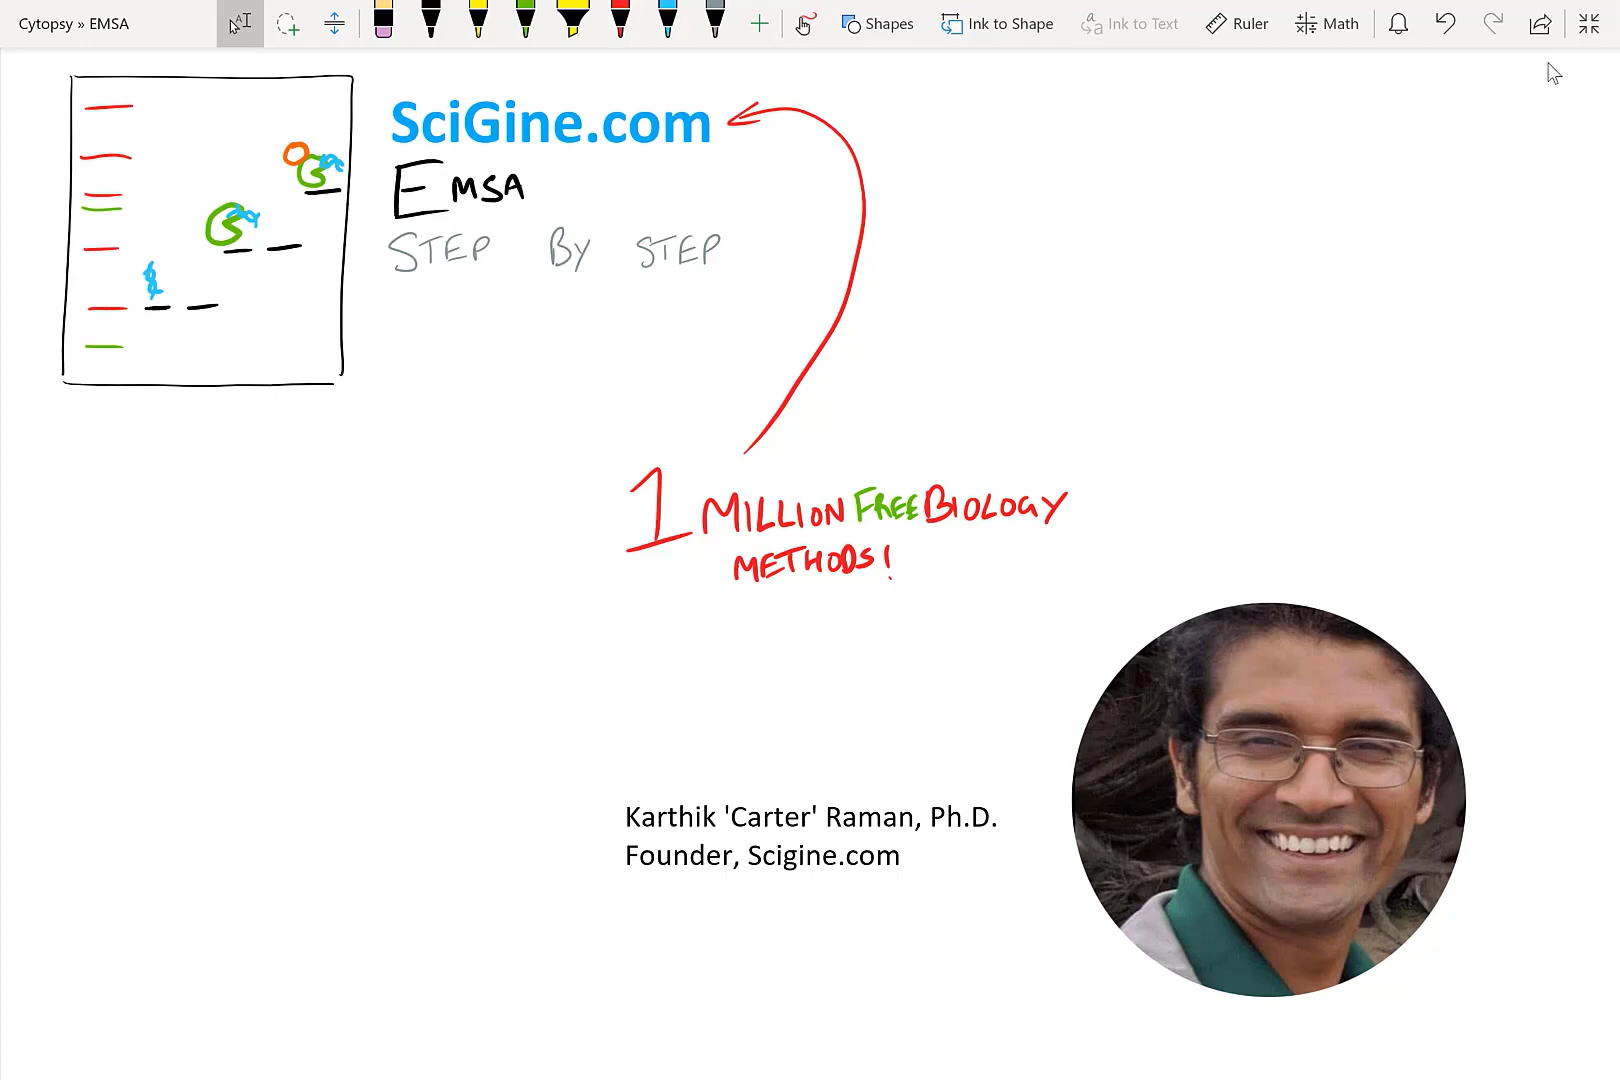 Cytopsy » EMSA
Shapes
Ink to Shape
Ink to Text
Ruler
Math
SciGine.com
EMSA
STEP BY STEP
1 MILLION FREE BIOLOGY
METHODS!
Karthik 'Carter' Raman, Ph.D.
Founder, Scigine.com